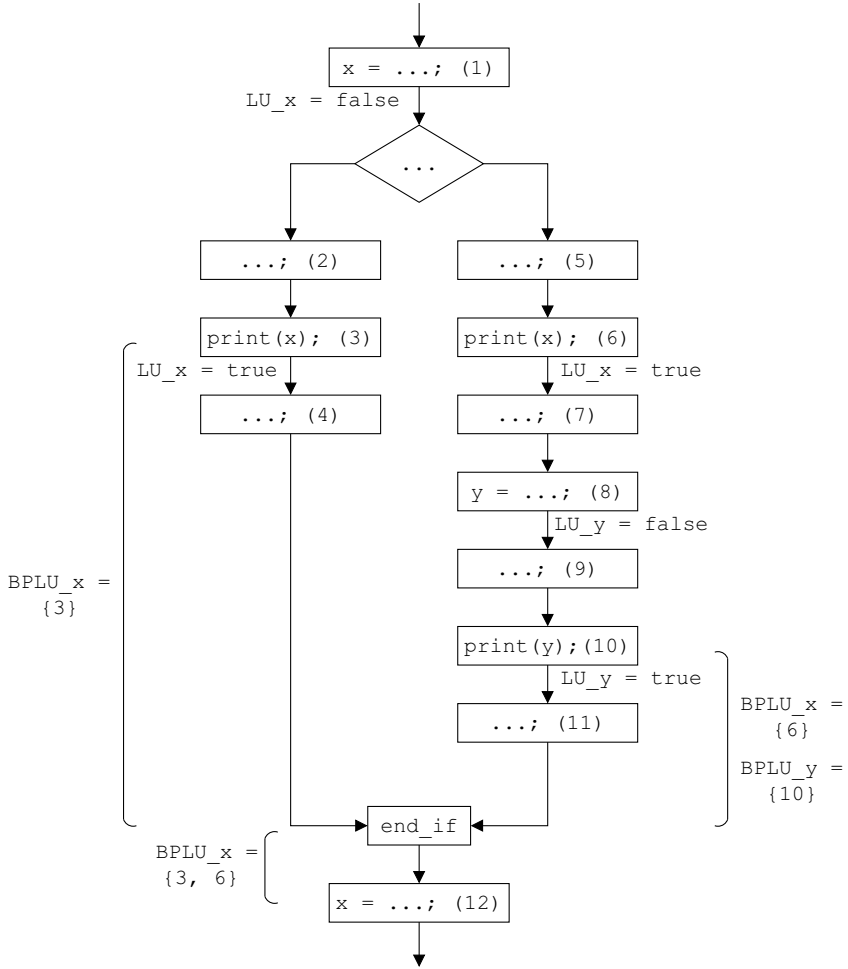 x = ...; (1)
LU_x = false
...
...; (2)
...; (5)
print(x); (3)
print(x); (6)
LU_x = true
LU_x = true
...; (4)
...; (7)
y = ...; (8)
LU_y = false
...; (9)
BPLU_x =
{3}
print(y);(10)
LU_y = true
...; (11)
BPLU_x =
{6}
BPLU_y =
{10}
end_if
BPLU_x =
{3, 6}
x = ...; (12)